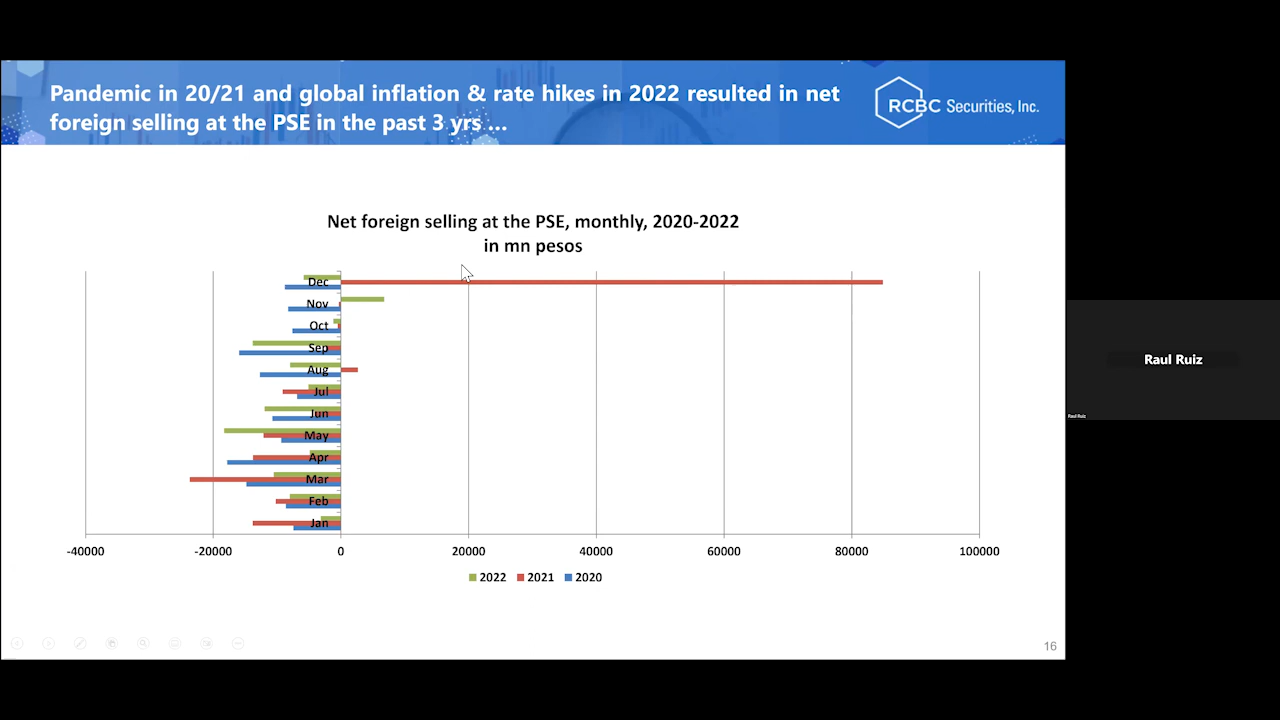 Pandemic in 20/21 and global inflation & rate hikes in 2022 resulted in net
foreign selling at the PSE in the past 3 yrs ...
RCBC Securities, Inc.
Net foreign selling at the PSE, monthly, 2020-2022
in mn pesos
Dec
Nov
Oct
Sep
Aug
Jul
Jun
May
Apr
Mar
Feb
Jan
-40000 -20000 0 20000 40000 60000 80000 100000
2022 2021 2020
16
Raul Ruiz
Raul Ruiz